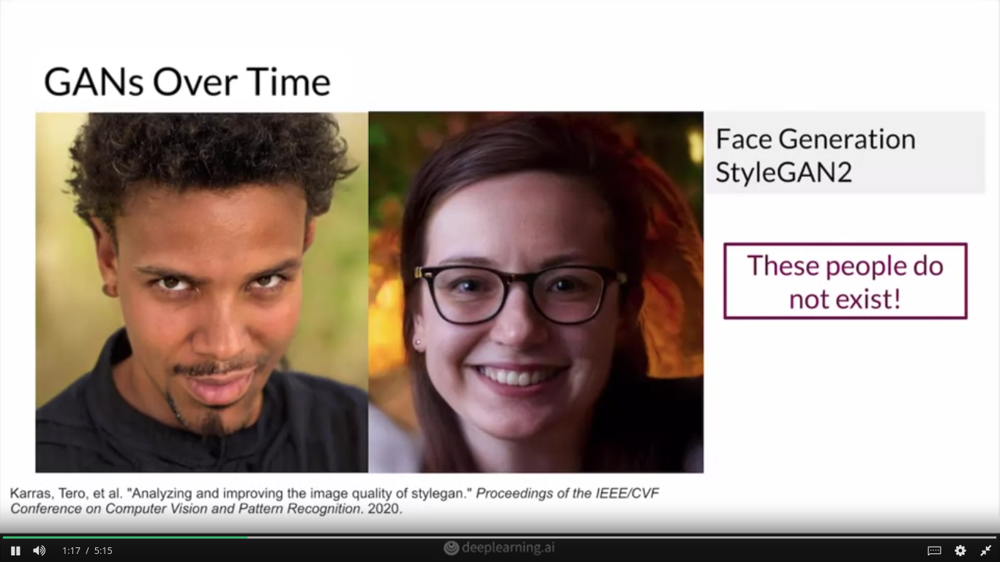 GANs Over Time
Face Generation
StyleGAN2
These people do
not exist!
Karras, Tero, et al. "Analyzing and improving the image quality of stylegan." Proceedings of the IEEE/CVF
Conference on Computer Vision and Pattern Recognition. 2020.
1:17 / 5:15
deeplearning.ai